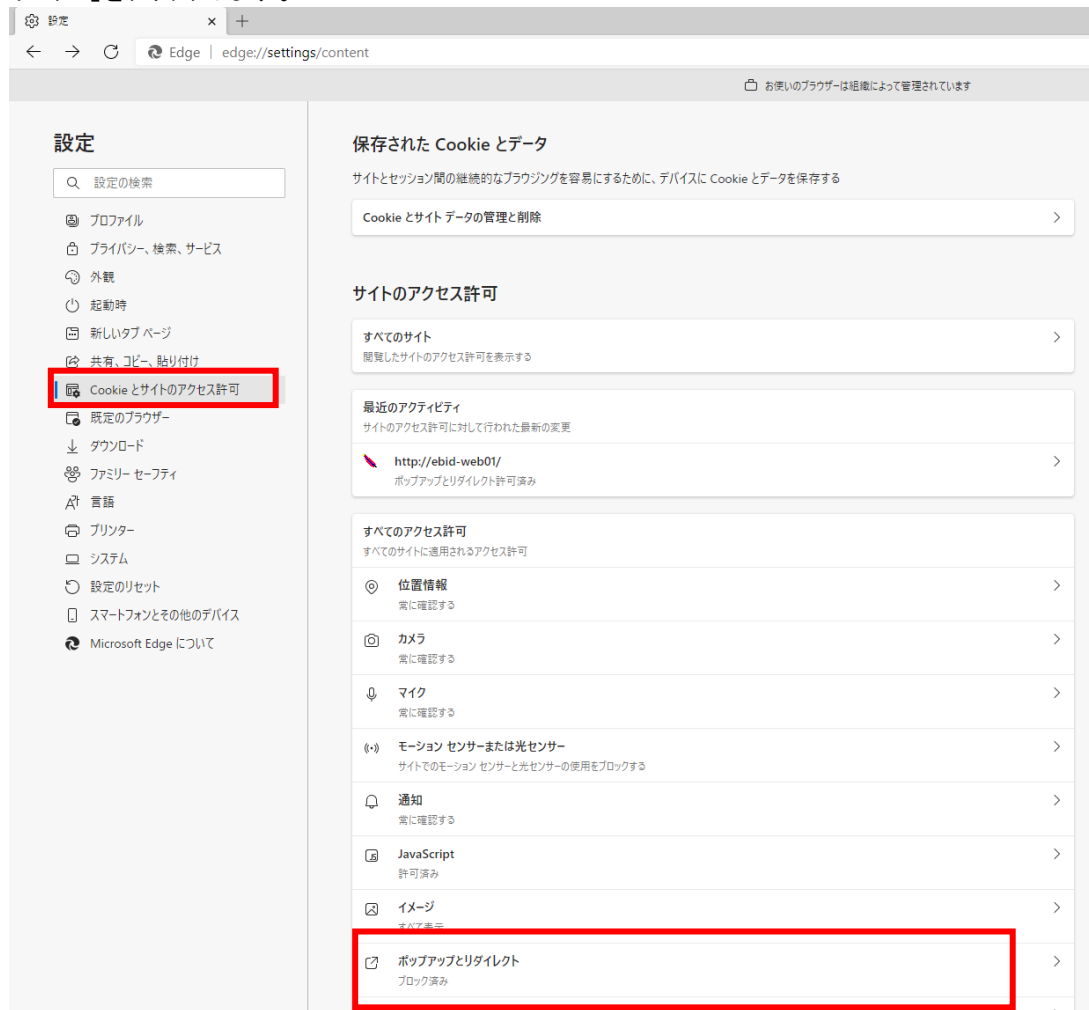 設定
Edge | edge://settings/content
お使いのブラウザーは組織によって管理されています
設定
設定の検索
プロファイル
プライバシー、検索、サービス
外観
起動時
新しいタブ ページ
共有、コピー、貼り付け
Cookie とサイトのアクセス許可
既定のブラウザー
ダウンロード
ファミリー セーフティ
言語
プリンター
システム
設定のリセット
スマートフォンとその他のデバイス
Microsoft Edge について
保存された Cookie とデータ
サイトとセッション間の継続的なブラウジングを容易にするために、デバイスに Cookie とデータを保存する
Cookie とサイト データの管理と削除
サイトのアクセス許可
すべてのサイト
閲覧したサイトのアクセス許可を表示する
最近のアクティビティ
サイトのアクセス許可に対して行われた最新の変更
http://ebid-web01/
ポップアップとリダイレクト許可済み
すべてのアクセス許可
すべてのサイトに適用されるアクセス許可
位置情報
常に確認する
カメラ
常に確認する
マイク
常に確認する
モーション センサーまたは光センサー
サイトでのモーション センサーと光センサーの使用をブロックする
通知
常に確認する
JavaScript
許可済み
イメージ
すべて表示
ポップアップとリダイレクト
ブロック済み